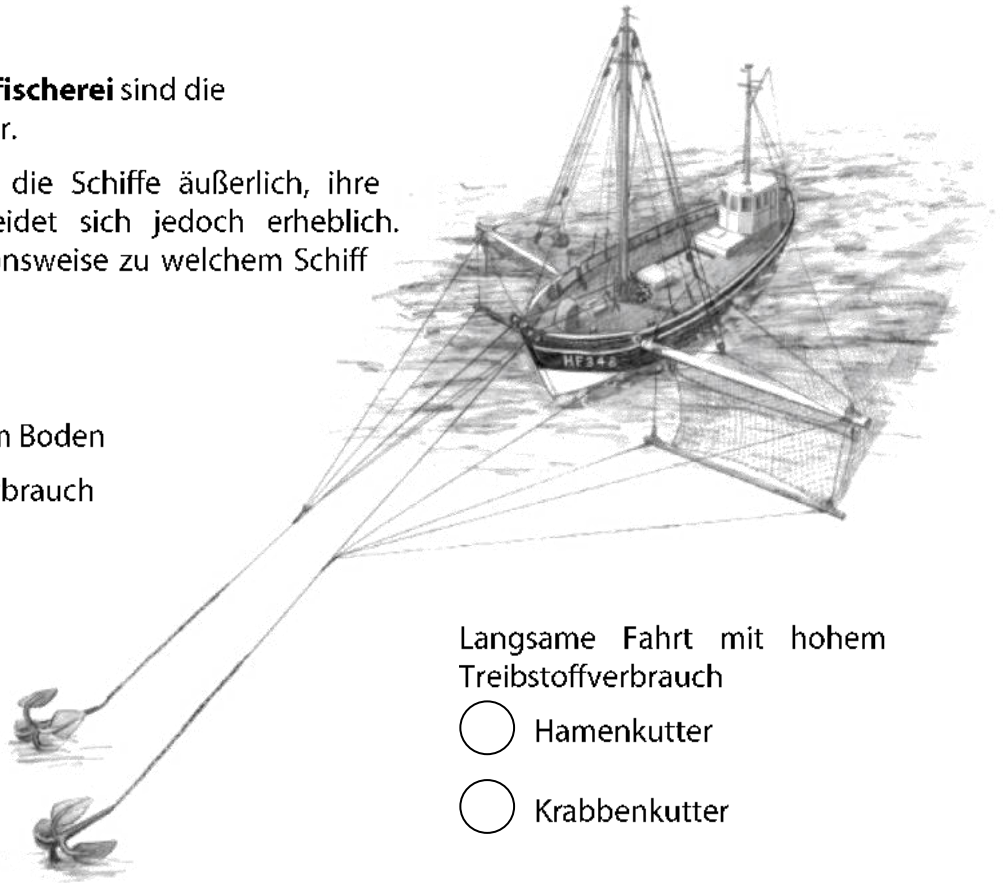 fischerei sind die
r.
die Schiffe äußerlich, ihre
eidet sich jedoch erheblich.
nsweise zu welchem Schiff
n Boden
brauch
HF 344
Langsame Fahrt mit hohem
Treibstoffverbrauch
Hamenkutter
Krabbenkutter